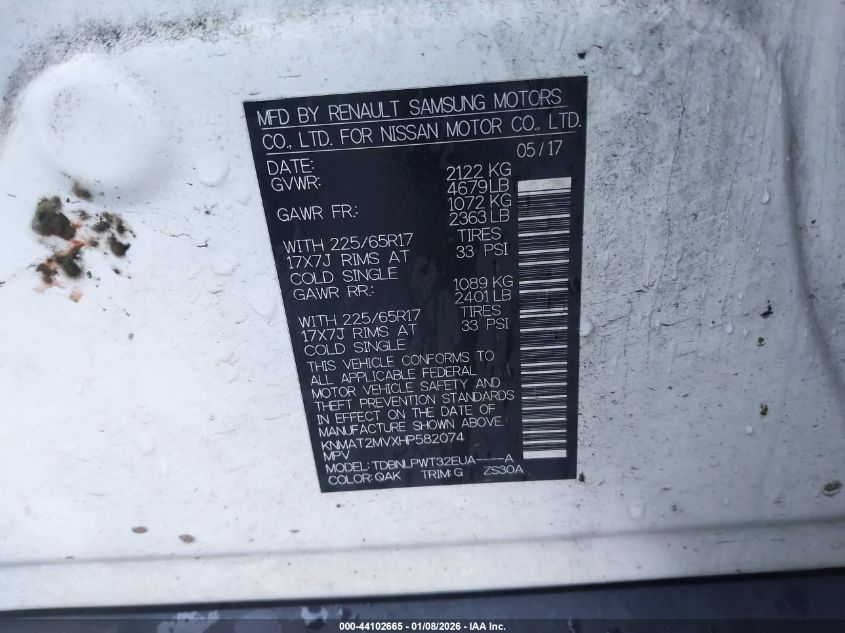 MFD BY RENAULT SAMSUNG MOTORS
CO., LTD. FOR NISSAN MOTOR CO., LTD.
DATE: 05/17
GVWR: 2122 KG
4679LB
GAWR FR.: 1072 KG
2363 LB
WITH 225/65R17 TIRES
17X7J RIMS AT 33 PSI
COLD SINGLE
GAWR RR.: 1089 KG
2401 LB
WITH 225/65R17 TIRES
17X7J RIMS AT 33 PSI
COLD SINGLE
THIS VEHICLE CONFORMS TO
ALL APPLICABLE FEDERAL
MOTOR VEHICLE SAFETY AND
THEFT PREVENTION STANDARDS
IN EFFECT ON THE DATE OF
MANUFACTURE SHOWN ABOVE.
KNMAT2MVXHP582074
MPV
MODEL: TDBNLPWT32EUA----A
COLOR: QAK TRIM: G ZS30A
000-44102665 - 01/08/2026 - IAA Inc.